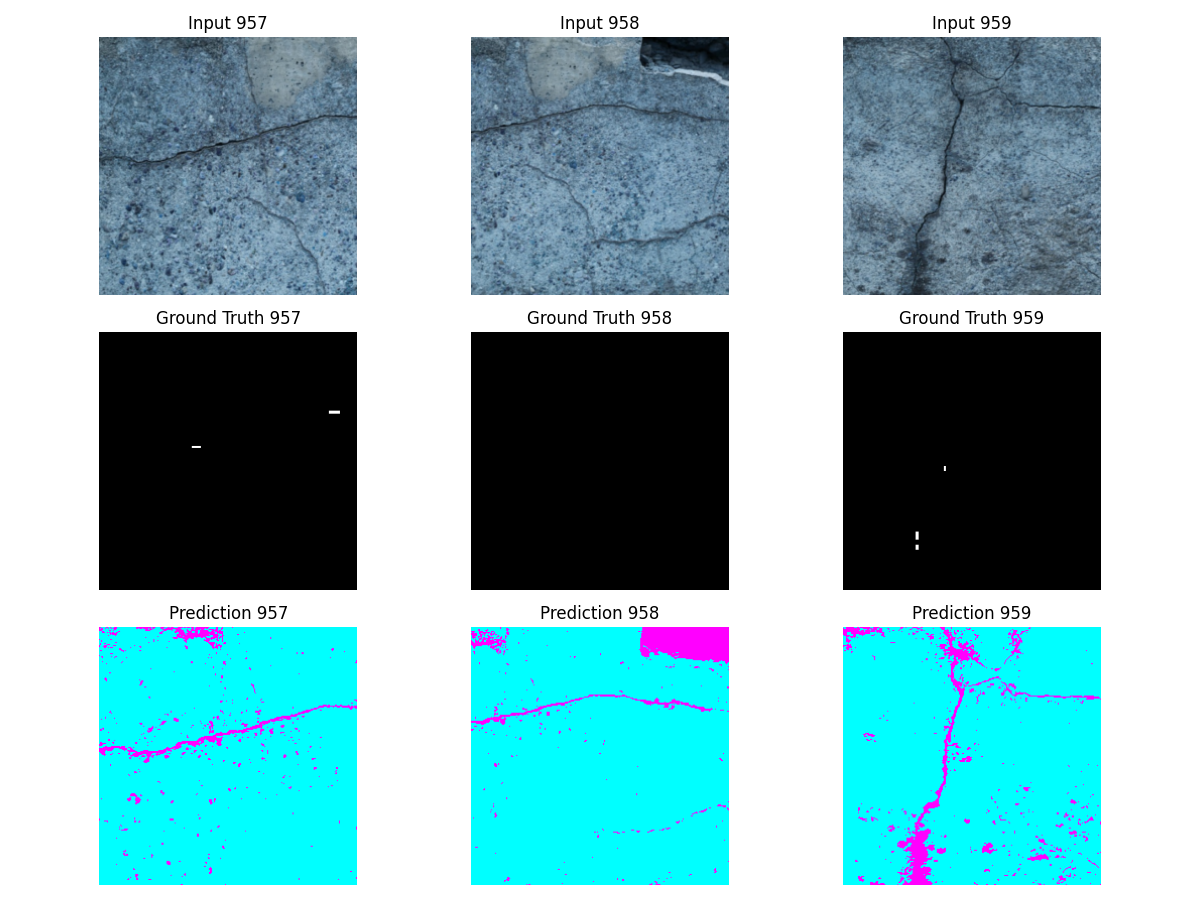 Input 957
Input 958
Input 959
Ground Truth 957
Ground Truth 958
Ground Truth 959
Prediction 957
Prediction 958
Prediction 959